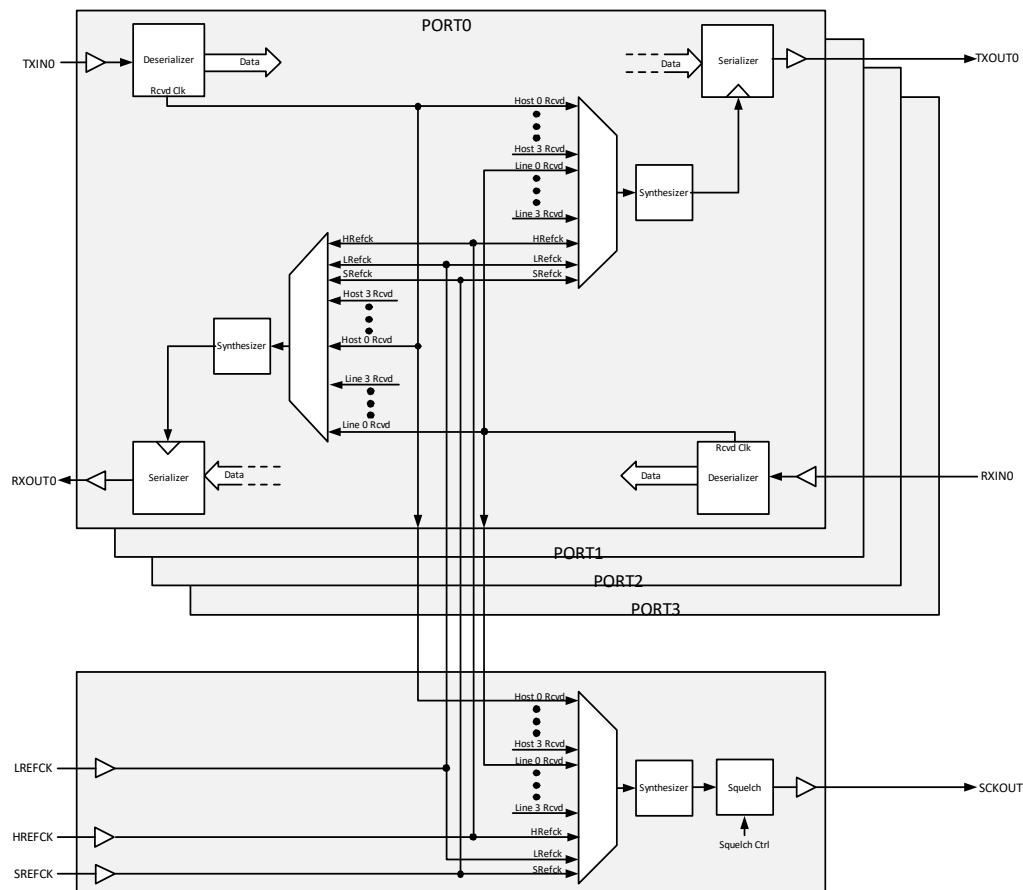 PORT0
TXIN0
Deserializer
Rcvd Clk
Data
Data
Serializer
TXOUT0
Host 0 Rcvd
Host 3 Rcvd
Line 0 Rcvd
Line 3 Rcvd
HRefck
LRefck
SRefck
Synthesizer
HRefck
LRefck
SRefck
Host 3 Rcvd
Host 0 Rcvd
Line 3 Rcvd
Line 0 Rcvd
Synthesizer
RXOUT0
Serializer
Data
Data
Rcvd Clk
Deserializer
RXIN0
PORT1
PORT2
PORT3
LREFCK
HREFCK
SREFCK
Host 0 Rcvd
Host 3 Rcvd
Line 0 Rcvd
Line 3 Rcvd
HRefck
LRefck
SRefck
Synthesizer
Squelch
Squelch Ctrl
SCKOUT